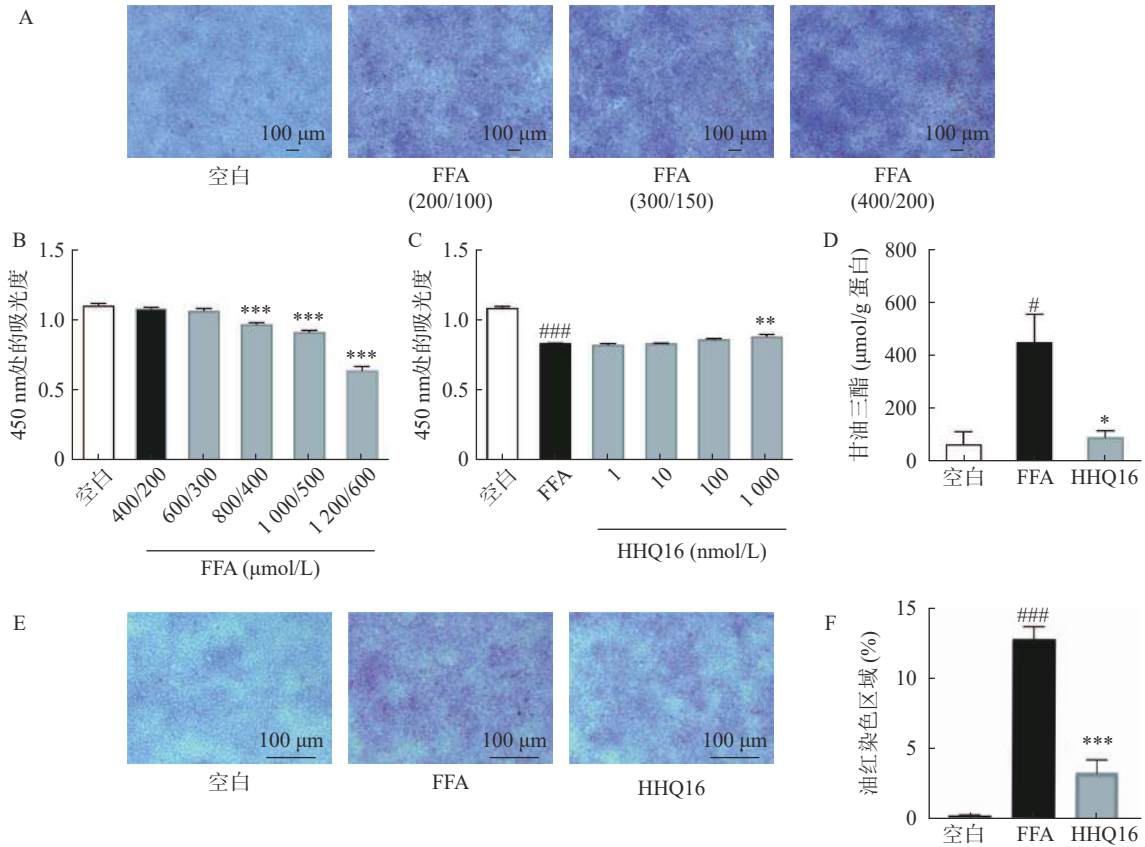 A
100 μm
100 μm
100 μm
100 μm
空白
FFA
(200/100)
FFA
(300/150)
FFA
(400/200)
B
450 nm处的吸光度
1.5
1.0
0.5
0
***
***
***
空白
400/200
600/300
800/400
1 000/500
1 200/600
FFA (μmol/L)
C
450 nm处的吸光度
1.5
1.0
0.5
0
###
**
空白
FFA
1
10
100
1 000
HHQ16 (nmol/L)
D
甘油三酯 (μmol/g 蛋白)
800
600
400
200
0
#
*
空白
FFA
HHQ16
E
100 μm
100 μm
100 μm
空白
FFA
HHQ16
F
油红染色区域 (%)
15
10
5
0
###
***
空白
FFA
HHQ16